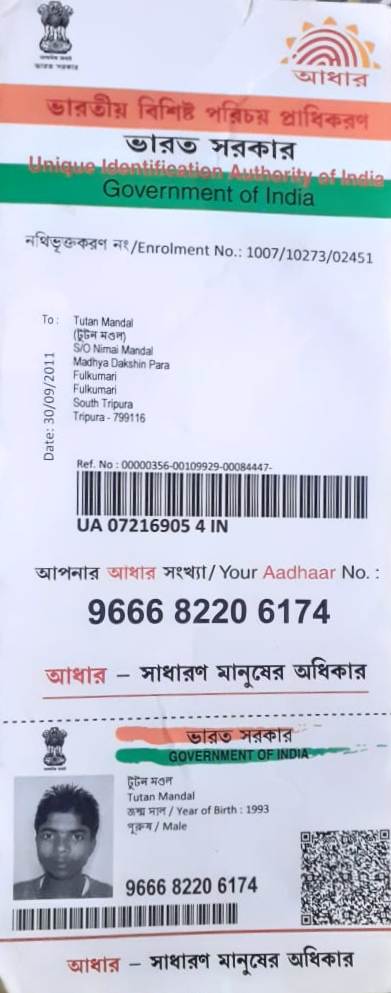 ভারত সরকার
আধার
ভারতীয় বিশিষ্ট পরিচয় প্রাধিকরণ
ভারত সরকার
Unique Identification Authority of India
Government of India
নথিভুক্তকরণ নং/Enrolment No.: 1007/10273/02451
To :
Tutan Mandal
(টুটন মণ্ডল)
S/O Nimai Mandal
Madhya Dakshin Para
Fulkumari
Fulkumari
South Tripura
Tripura - 799116
Date: 30/09/2011
Ref. No : 00000356-00109929-00084447-
UA 07216905 4 IN
আপনার আধার সংখ্যা/ Your Aadhaar No. :
9666 8220 6174
আধার – সাধারণ মানুষের অধিকার
ভারত সরকার
GOVERNMENT OF INDIA
টুটন মণ্ডল
Tutan Mandal
জন্ম সাল / Year of Birth : 1993
পুরুষ / Male
9666 8220 6174
আধার – সাধারণ মানুষের অধিকার